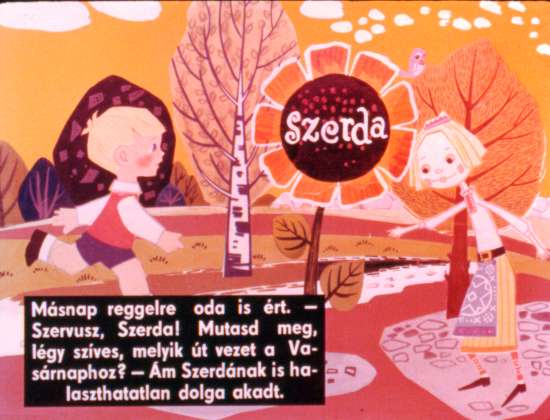 Szerda
Másnap reggelre oda is ért. —
Szervusz, Szerda! Mutasd meg,
légy szíves, melyik út vezet a Va-
sárnaphoz? — Ám Szerdának is ha-
laszthatatlan dolga akadt.